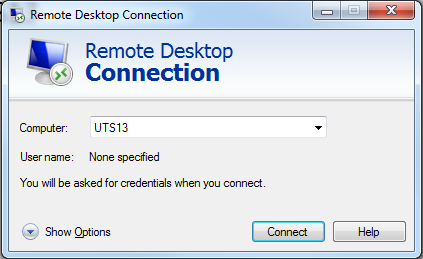 Remote Desktop Connection
Remote Desktop
Connection
Computer: UTS13
User name: None specified
You will be asked for credentials when you connect.
Show Options Connect Help